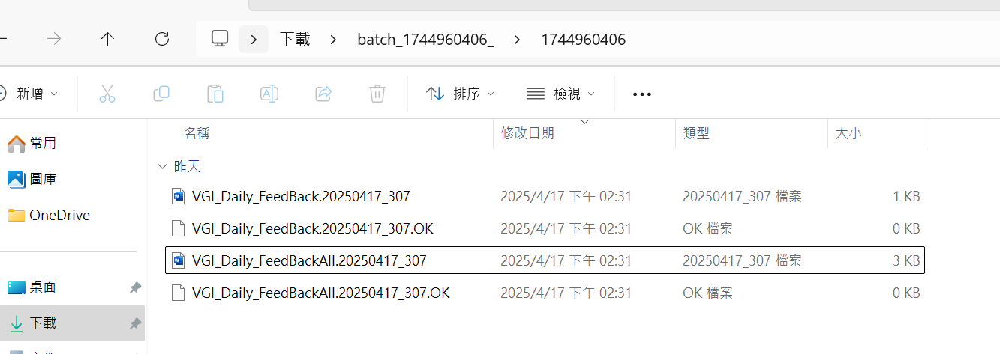 下載 batch_1744960406_ 1744960406
新增 排序 檢視
名稱 修改日期 類型 大小
常用
昨天
圖庫
VGI_Daily_FeedBack.20250417_307 2025/4/17 下午 02:31 20250417_307 檔案 1 KB
OneDrive
VGI_Daily_FeedBack.20250417_307.OK 2025/4/17 下午 02:31 OK 檔案 0 KB
VGI_Daily_FeedBackAll.20250417_307 2025/4/17 下午 02:31 20250417_307 檔案 3 KB
桌面
VGI_Daily_FeedBackAll.20250417_307.OK 2025/4/17 下午 02:31 OK 檔案 0 KB
下載